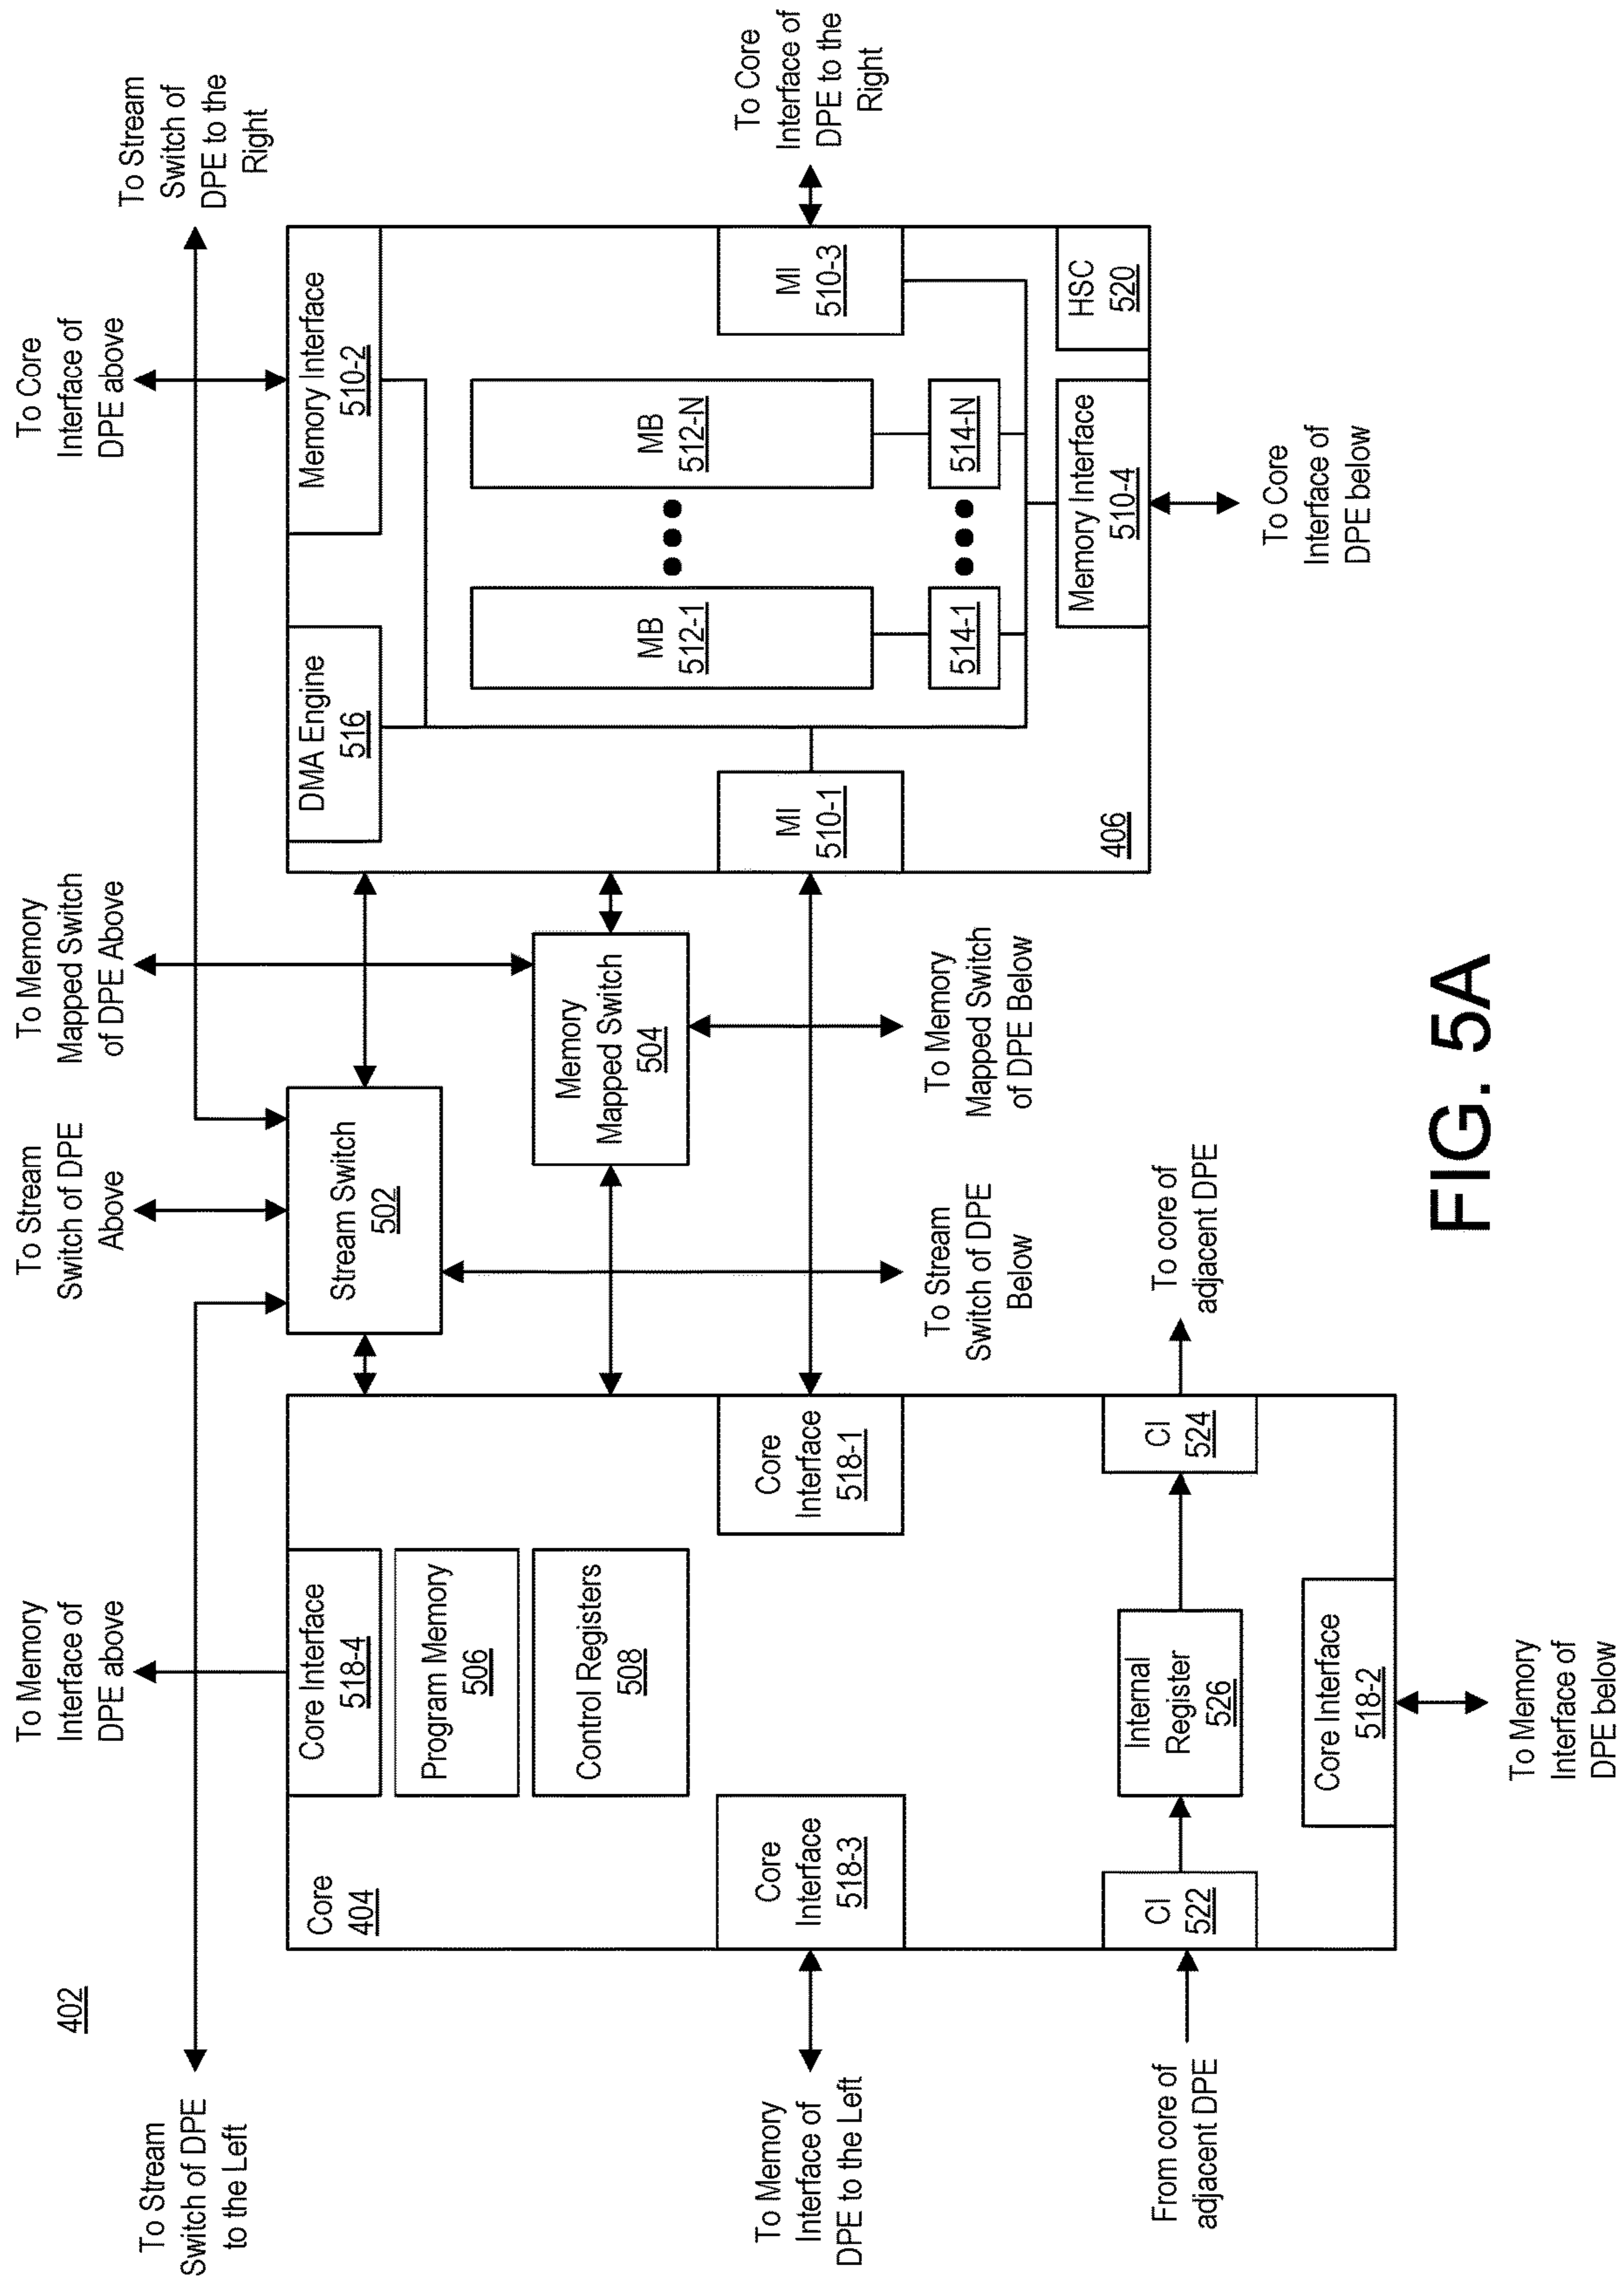 402
To Stream
Switch of DPE
to the Left
To Memory
Interface of
DPE above
To Stream
Switch of DPE
Above
To Memory
Mapped Switch
of DPE Above
To Core
Interface of
DPE above
To Stream
Switch of
DPE to the
Right
Core
404
Core Interface
518-4
Program Memory
506
Control Registers
508
Core
Interface
518-3
Core
Interface
518-1
CI
522
Internal
Register
526
CI
524
Core Interface
518-2
To Memory
Interface of
DPE to the Left
From core of
adjacent DPE
To Memory
Interface of
DPE below
To core of
adjacent DPE
Stream Switch
502
Memory
Mapped Switch
504
To Stream
Switch of DPE
Below
To Memory
Mapped Switch
of DPE Below
DMA Engine
516
Memory Interface
510-2
MI
510-1
MB
512-1
MB
512-N
514-1
514-N
MI
510-3
406
Memory Interface
510-4
HSC
520
To Core
Interface of
DPE to the
Right
To Core
Interface of
DPE below
FIG. 5A